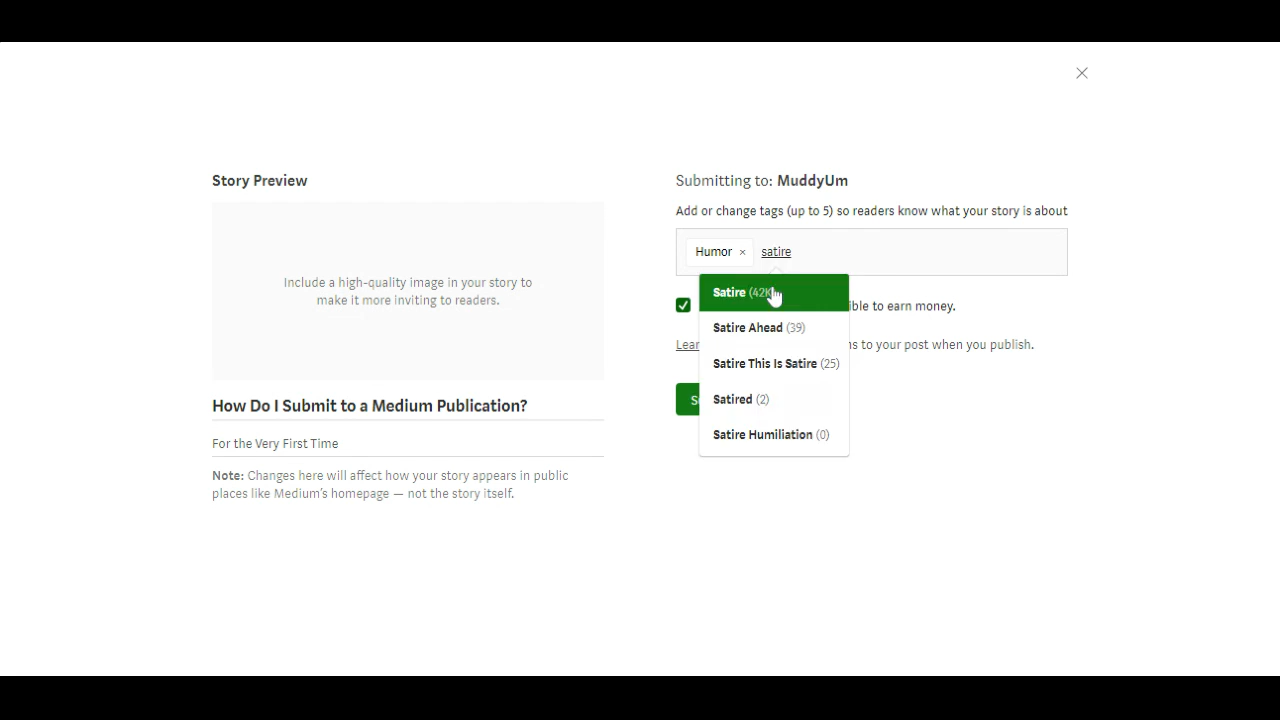 Story Preview
Include a high-quality image in your story to
make it more inviting to readers.
How Do I Submit to a Medium Publication?
For the Very First Time
Note: Changes here will affect how your story appears in public
places like Medium's homepage — not the story itself.
Submitting to: MuddyUm
Add or change tags (up to 5) so readers know what your story is about
Humor × satire
Satire (42K)
Satire Ahead (39)
Satire This Is Satire (25)
Satired (2)
Satire Humiliation (0)
ible to earn money.
Lear
ns to your post when you publish.
S